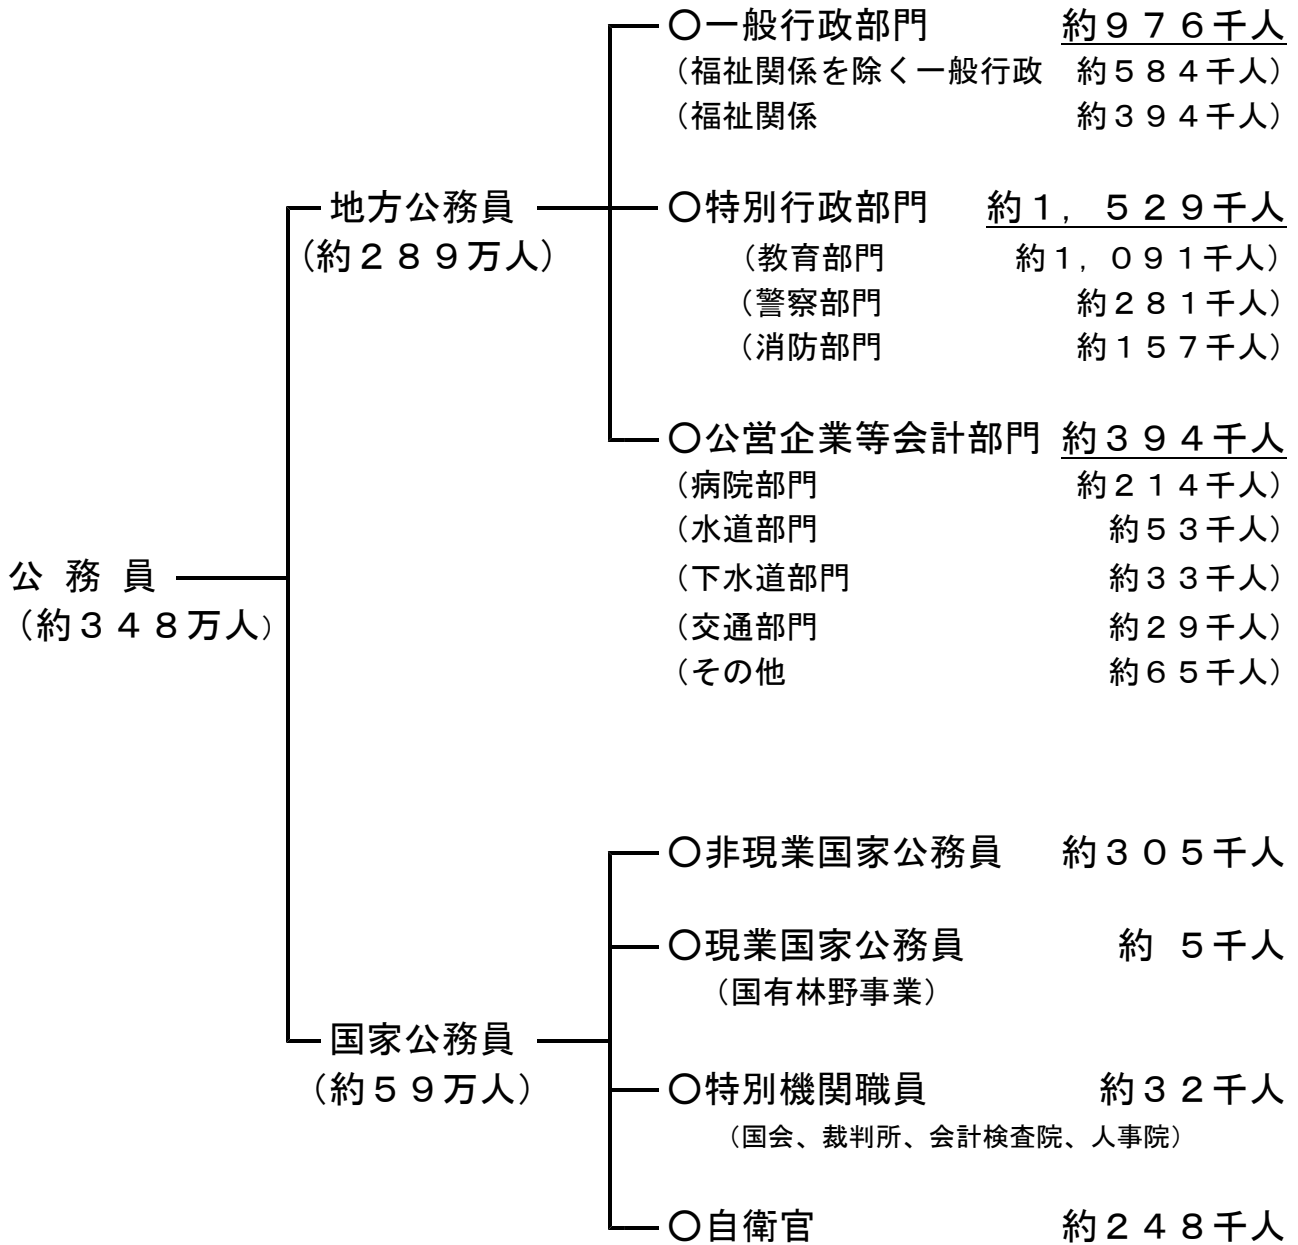 〇一般行政部門 約９７６千人
（福祉関係を除く一般行政 約５８４千人）
（福祉関係 約３９４千人）
地方公務員
（約２８９万人）
〇特別行政部門 約１，５２９千人
（教育部門 約１，０９１千人）
（警察部門 約２８１千人）
（消防部門 約１５７千人）
〇公営企業等会計部門 約３９４千人
（病院部門 約２１４千人）
（水道部門 約５３千人）
（下水道部門 約３３千人）
（交通部門 約２９千人）
（その他 約６５千人）
公 務 員
（約３４８万人）
国家公務員
（約５９万人）
〇非現業国家公務員 約３０５千人
〇現業国家公務員 約 ５千人
（国有林野事業）
〇特別機関職員 約３２千人
（国会、裁判所、会計検査院、人事院）
〇自衛官 約２４８千人